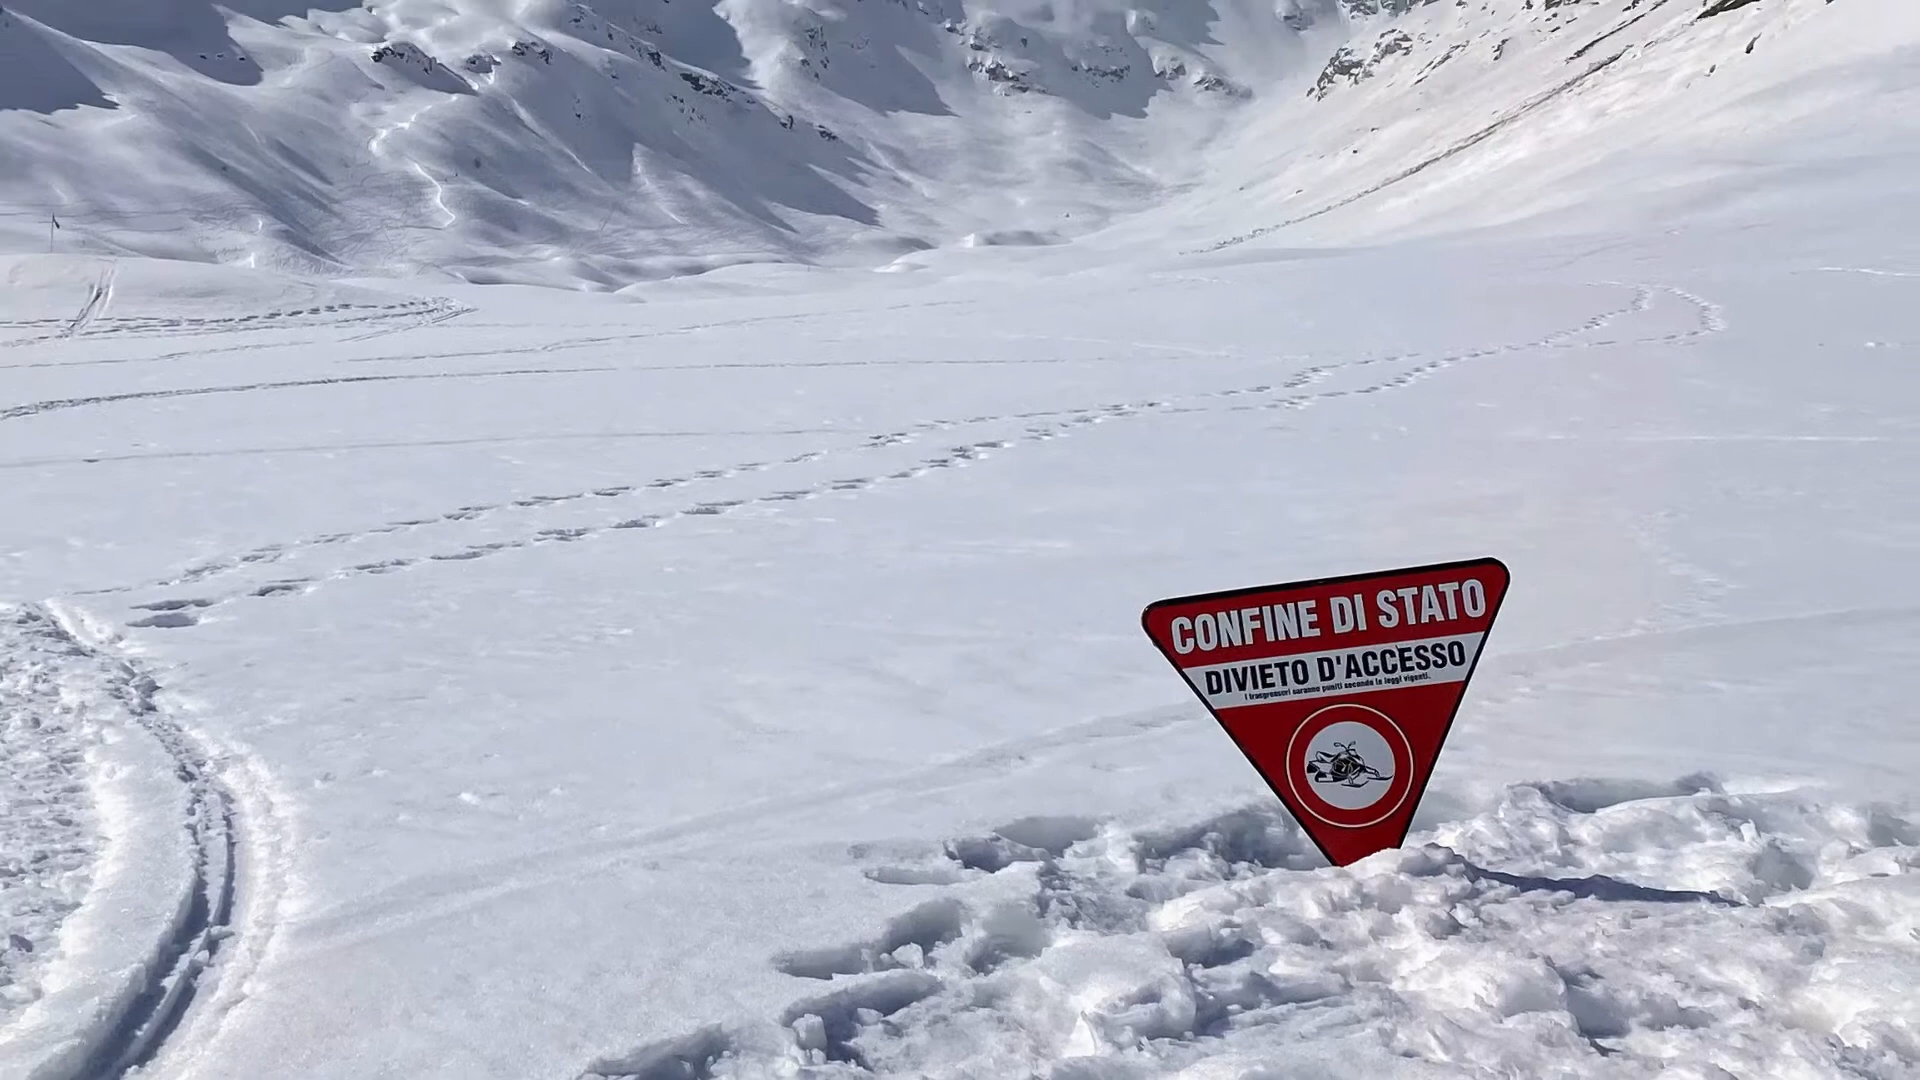 CONFINE DI STATO
DIVIETO D'ACCESSO
I trasgressori saranno puniti secondo le leggi vigenti.